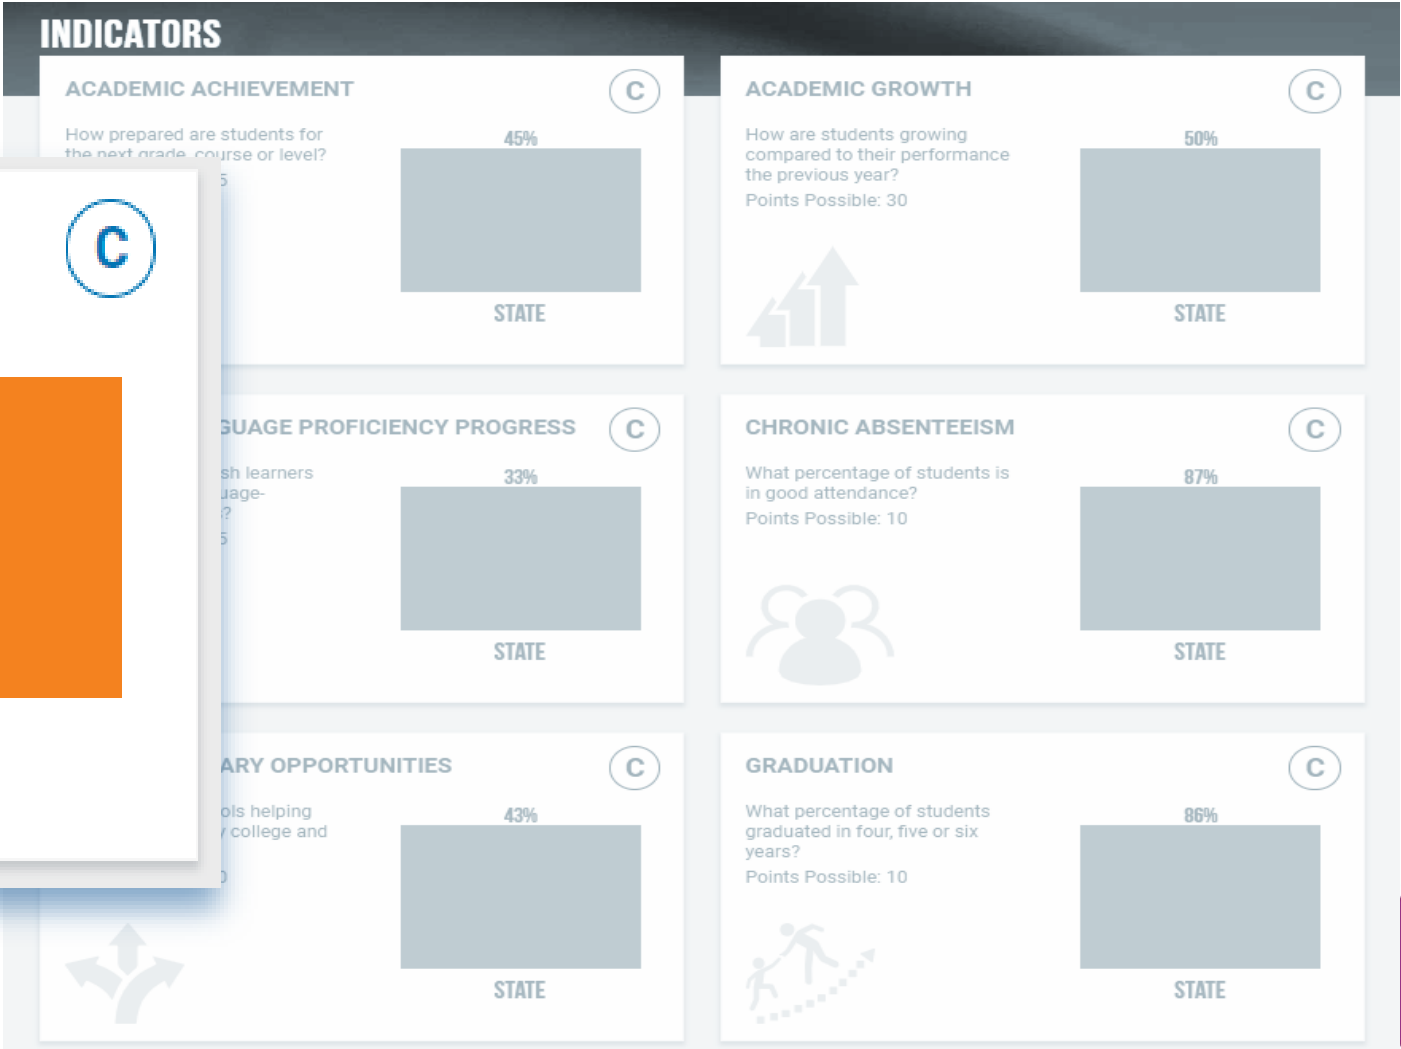 INDICATORS
ACADEMIC ACHIEVEMENT
C
How prepared are students for
the next grade, course or level?
5
45%
STATE
ACADEMIC GROWTH
C
How are students growing
compared to their performance
the previous year?
Points Possible: 30
50%
STATE
C
GUAGE PROFICIENCY PROGRESS
C
sh learners
uage-
s?
5
33%
STATE
CHRONIC ABSENTEEISM
C
What percentage of students is
in good attendance?
Points Possible: 10
87%
STATE
ARY OPPORTUNITIES
C
ols helping
y college and
0
43%
STATE
GRADUATION
C
What percentage of students
graduated in four, five or six
years?
Points Possible: 10
86%
STATE